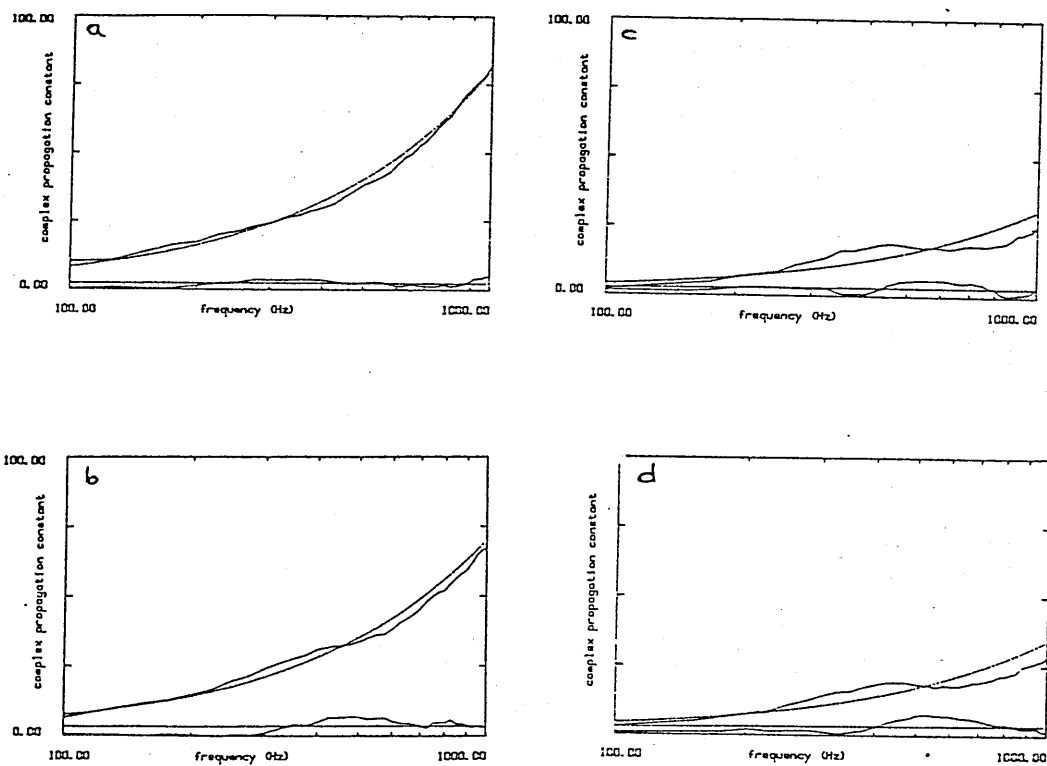 100.00
a
complex propagation constant
0.00
100.00
frequency (Hz)
1000.00
100.00
c
complex propagation constant
0.00
100.00
frequency (Hz)
1000.00
100.00
b
complex propagation constant
0.00
100.00
frequency (Hz)
1000.00
d
complex propagation constant
100.00
frequency (Hz)
1000.00